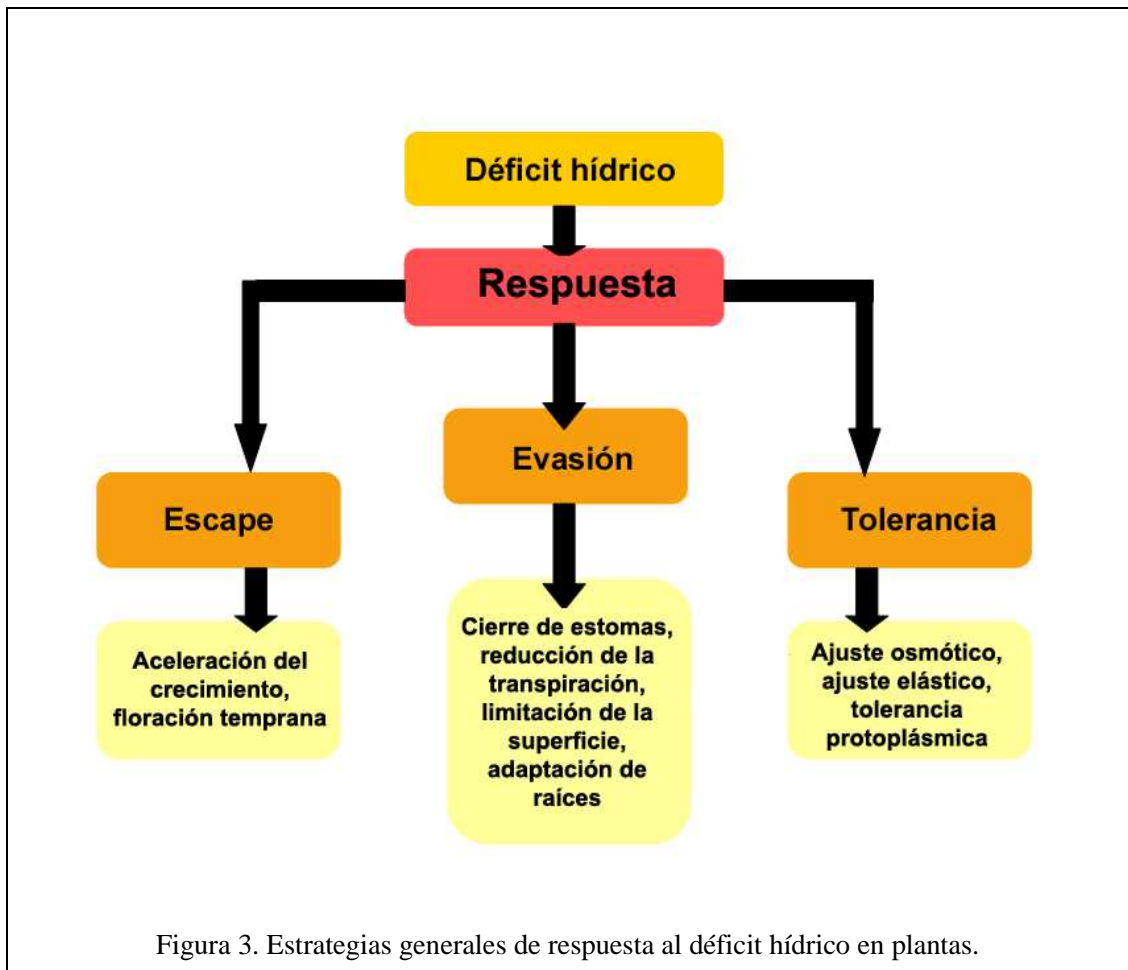 Déficit hídrico
Respuesta
Escape
Evasión
Tolerancia
Aceleración del
crecimiento,
floración temprana
Cierre de estomas,
reducción de la
transpiración,
limitación de la
superficie,
adaptación de
raíces
Ajuste osmótico,
ajuste elástico,
tolerancia
protoplásmica
Figura 3. Estrategias generales de respuesta al déficit hídrico en plantas.